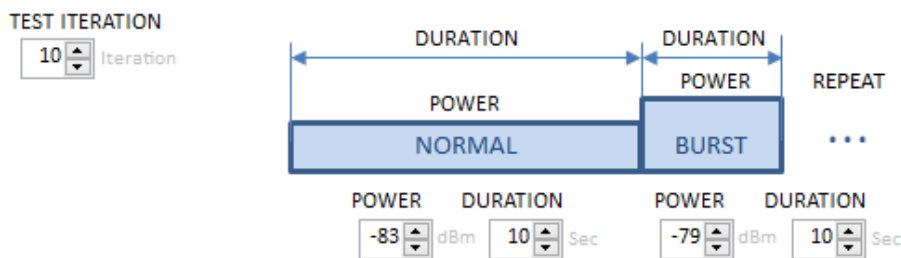 TEST ITERATION
10 Iteration
DURATION DURATION
POWER REPEAT
POWER
NORMAL BURST ...
POWER DURATION POWER DURATION
-83 dBm 10 Sec -79 dBm 10 Sec